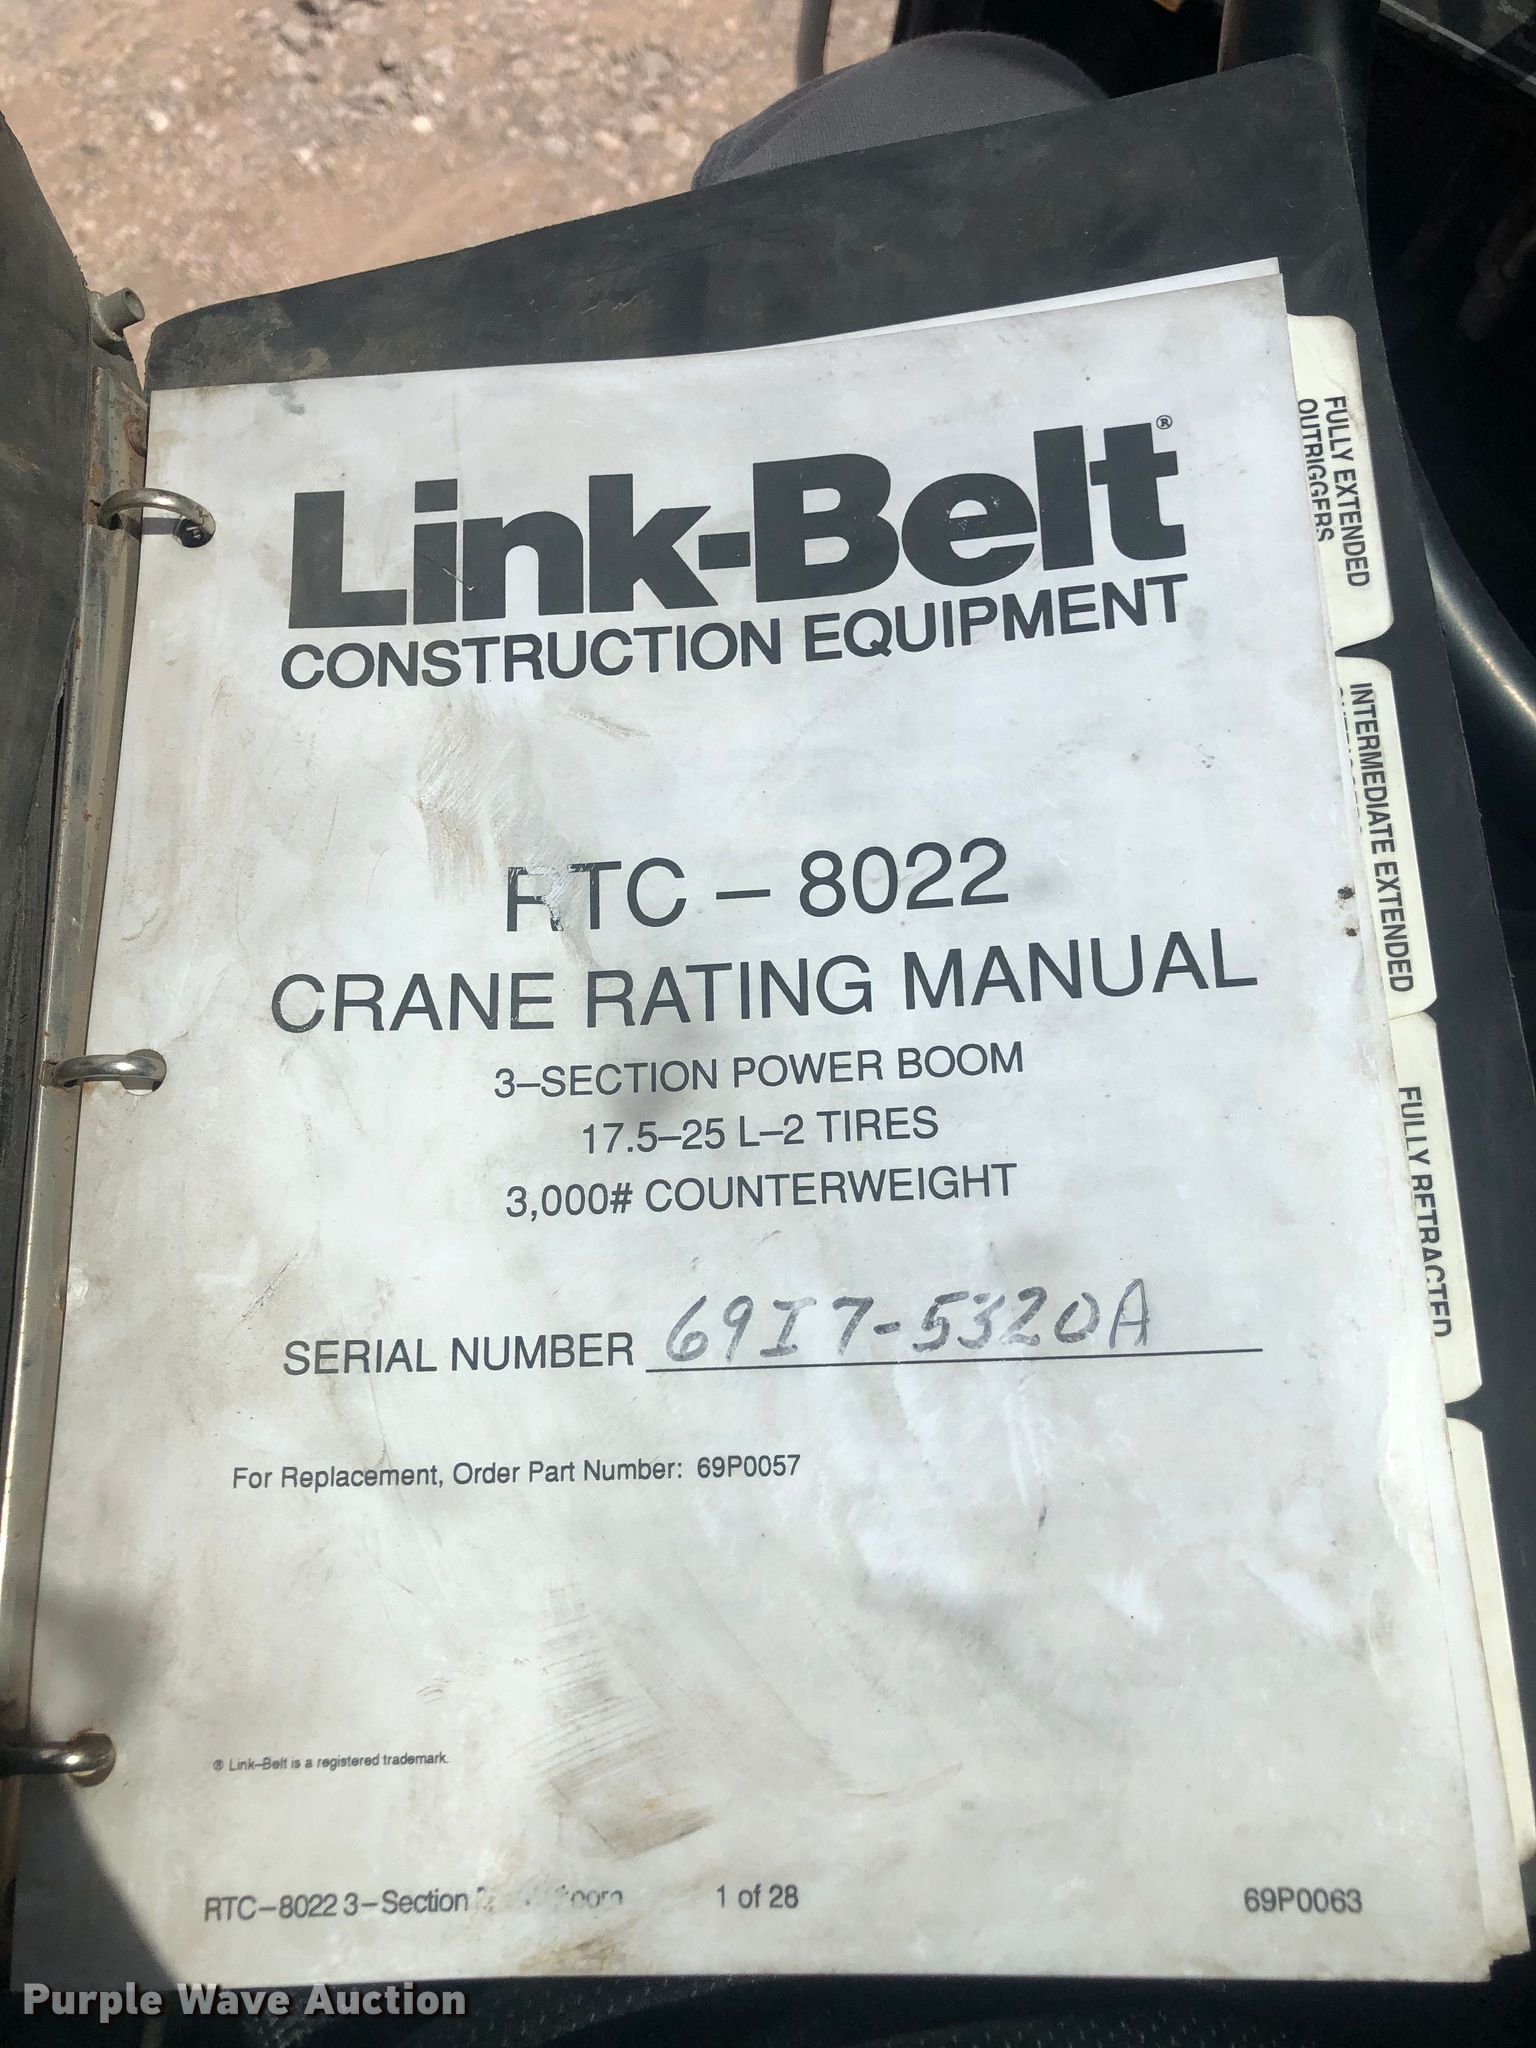 Link-Belt®
CONSTRUCTION EQUIPMENT
RTC – 8022
CRANE RATING MANUAL
3–SECTION POWER BOOM
17.5–25 L–2 TIRES
3,000# COUNTERWEIGHT
SERIAL NUMBER 69I7-5320A
For Replacement, Order Part Number: 69P0057
® Link–Belt is a registered trademark.
RTC–8022 3–Section 1 of 28 69P0063
FULLY EXTENDED
OUTRIGGERS
INTERMEDIATE EXTENDED
FULLY RETRACTED
Purple Wave Auction